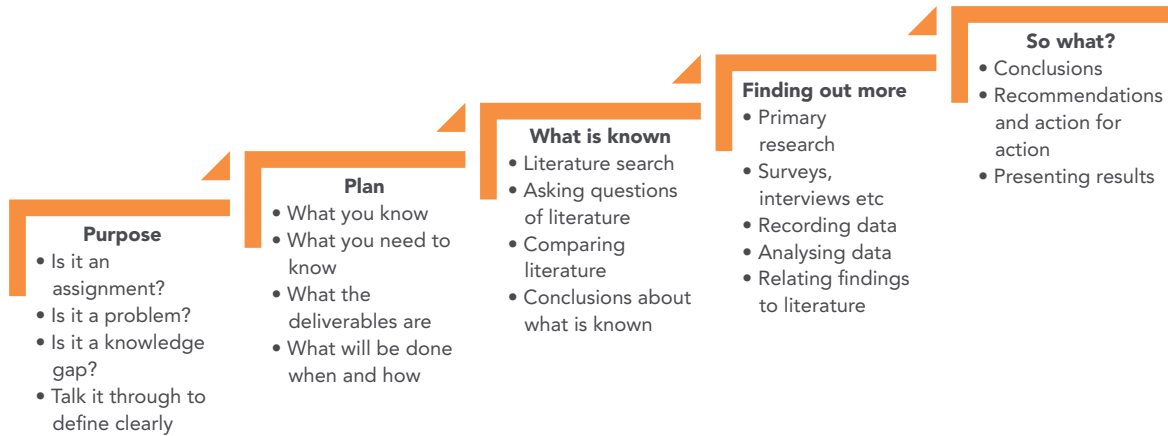 Purpose
• Is it an
assignment?
• Is it a problem?
• Is it a knowledge
gap?
• Talk it through to
define clearly
Plan
• What you know
• What you need to
know
• What the
deliverables are
• What will be done
when and how
What is known
• Literature search
• Asking questions
of literature
• Comparing
literature
• Conclusions about
what is known
Finding out more
• Primary
research
• Surveys,
interviews etc
• Recording data
• Analysing data
• Relating findings
to literature
So what?
• Conclusions
• Recommendations
and action for
action
• Presenting results